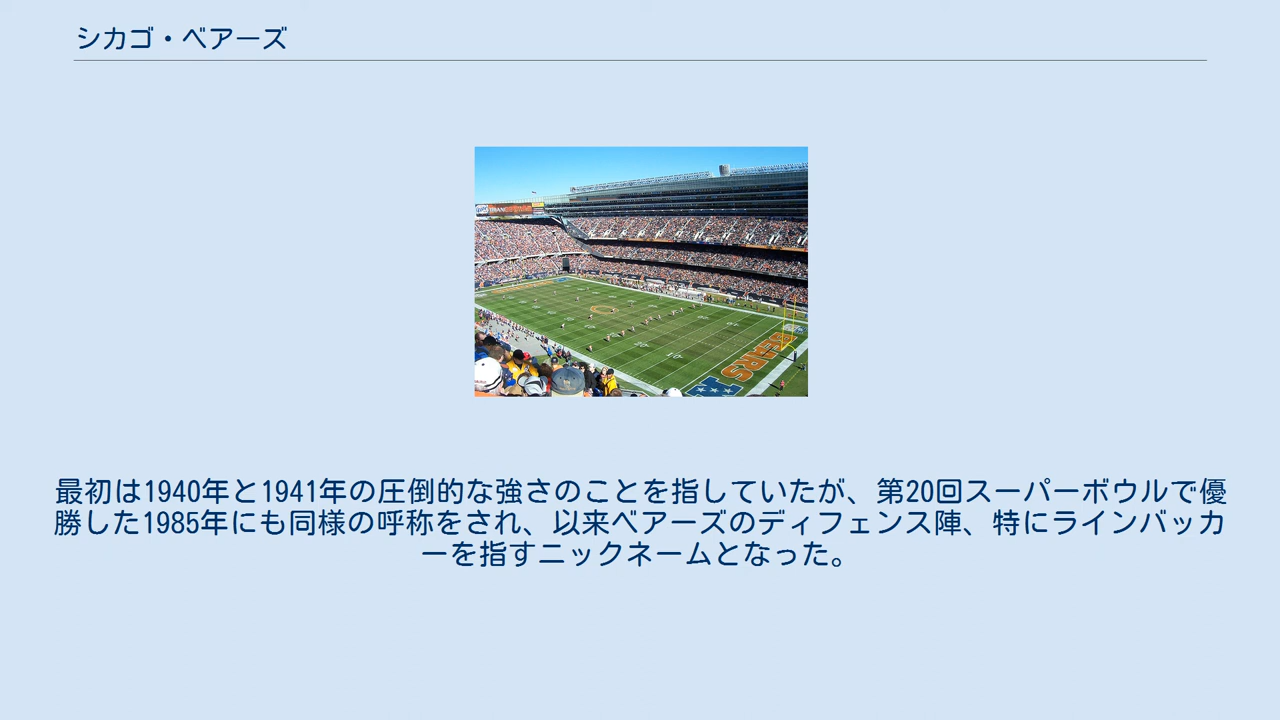 シカゴ・ベアーズ
BEARS
最初は1940年と1941年の圧倒的な強さのことを指していたが、第20回スーパーボウルで優
勝した1985年にも同様の呼称をされ、以来ベアーズのディフェンス陣、特にラインバッカ
ーを指すニックネームとなった。